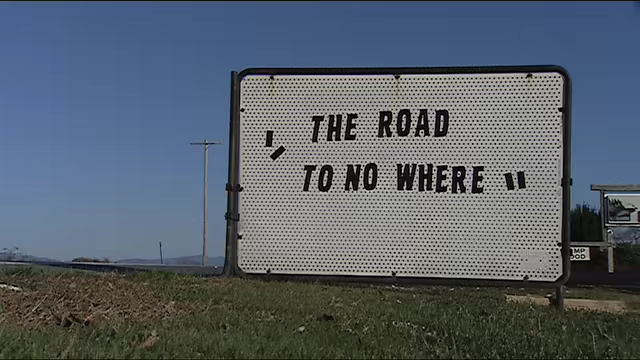 " THE ROAD
TO NO WHERE "